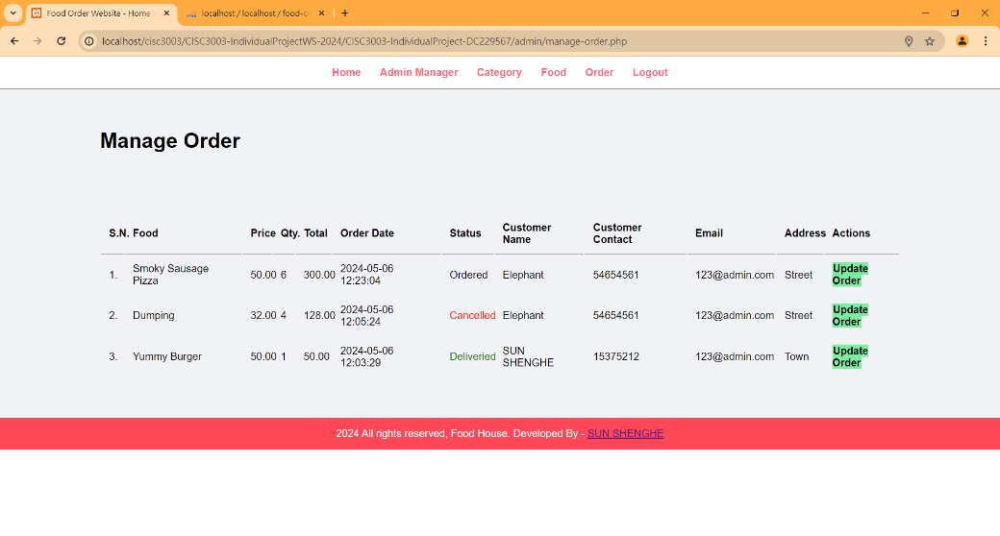 Food Order Website - Home
localhost / localhost / food-o
localhost/cisc3003/CISC3003-IndividualProjectWS-2024/CISC3003-IndividualProject-DC229567/admin/manage-order.php
Home Admin Manager Category Food Order Logout
Manage Order
S.N. Food Price Qty. Total Order Date Status Customer Name Customer Contact Email Address Actions
1. Smoky Sausage Pizza 50.00 6 300.00 2024-05-06 12:23:04 Ordered Elephant 54654561 123@admin.com Street Update Order
2. Dumping 32.00 4 128.00 2024-05-06 12:05:24 Cancelled Elephant 54654561 123@admin.com Street Update Order
3. Yummy Burger 50.00 1 50.00 2024-05-06 12:03:29 Deliveried SUN SHENGHE 15375212 123@admin.com Town Update Order
2024 All rights reserved, Food House. Developed By - SUN SHENGHE